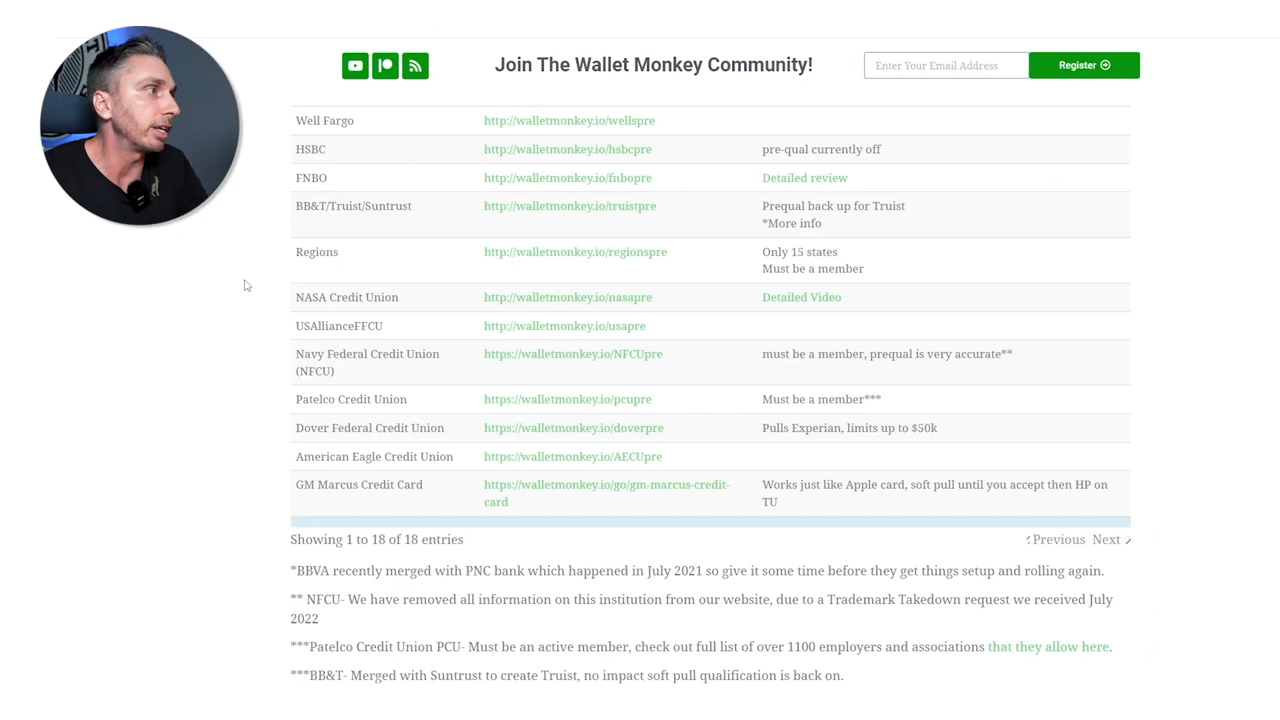 Join The Wallet Monkey Community!
Enter Your Email Address
Register
Well Fargo http://walletmonkey.io/wellspre
HSBC http://walletmonkey.io/hsbcpre pre-qual currently off
FNBO http://walletmonkey.io/fnbopre Detailed review
BB&T/Truist/Suntrust http://walletmonkey.io/truistpre Prequal back up for Truist
*More info
Regions http://walletmonkey.io/regionspre Only 15 states
Must be a member
NASA Credit Union http://walletmonkey.io/nasapre Detailed Video
USAllianceFFCU http://walletmonkey.io/usapre
Navy Federal Credit Union https://walletmonkey.io/NFCUpre must be a member, prequal is very accurate**
(NFCU)
Patelco Credit Union https://walletmonkey.io/pcupre Must be a member***
Dover Federal Credit Union https://walletmonkey.io/doverpre Pulls Experian, limits up to $50k
American Eagle Credit Union https://walletmonkey.io/AECUpre
GM Marcus Credit Card https://walletmonkey.io/go/gm-marcus-credit- Works just like Apple card, soft pull until you accept then HP on
card TU
Showing 1 to 18 of 18 entries
Previous Next
*BBVA recently merged with PNC bank which happened in July 2021 so give it some time before they get things setup and rolling again.
** NFCU- We have removed all information on this institution from our website, due to a Trademark Takedown request we received July
2022
***Patelco Credit Union PCU- Must be an active member, check out full list of over 1100 employers and associations that they allow here.
***BB&T- Merged with Suntrust to create Truist, no impact soft pull qualification is back on.